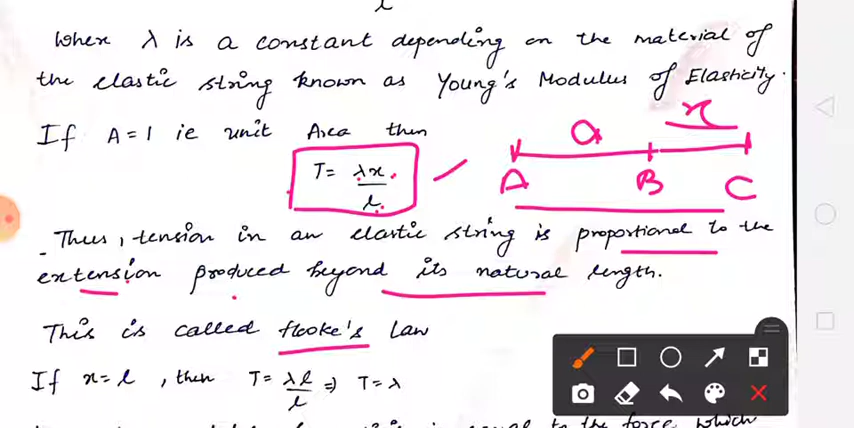 Where λ is a constant depending on the material of
the elastic string known as Young's Modulus of Elasticity.
If A=1 ie unit Area then
T = λx / l
a x
A B C
Thus, tension in an elastic string is proportional to the
extension produced beyond its natural length.
This is called Hooke's Law
If x=l, then T = λl / l ⇒ T = λ